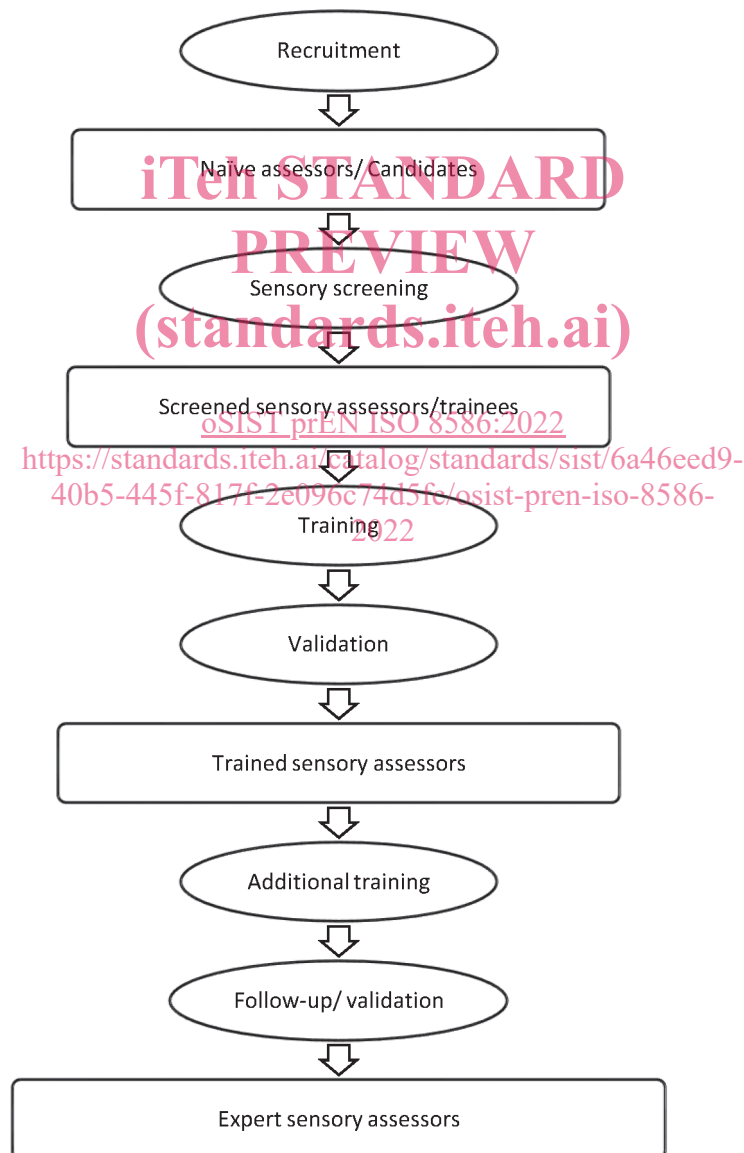 Recruitment
Naïve assessors/ Candidates
iTeh STANDARD
PREVIEW
Sensory screening
(standards.iteh.ai)
Screened sensory assessors/trainees
oSIST prEN ISO 8586:2022
https://standards.iteh.ai/catalog/standards/sist/6a46eed9-
40b5-445f-817f-2e096c74d5fc/osist-pren-iso-8586-
Training
2022
Validation
Trained sensory assessors
Additional training
Follow-up/ validation
Expert sensory assessors